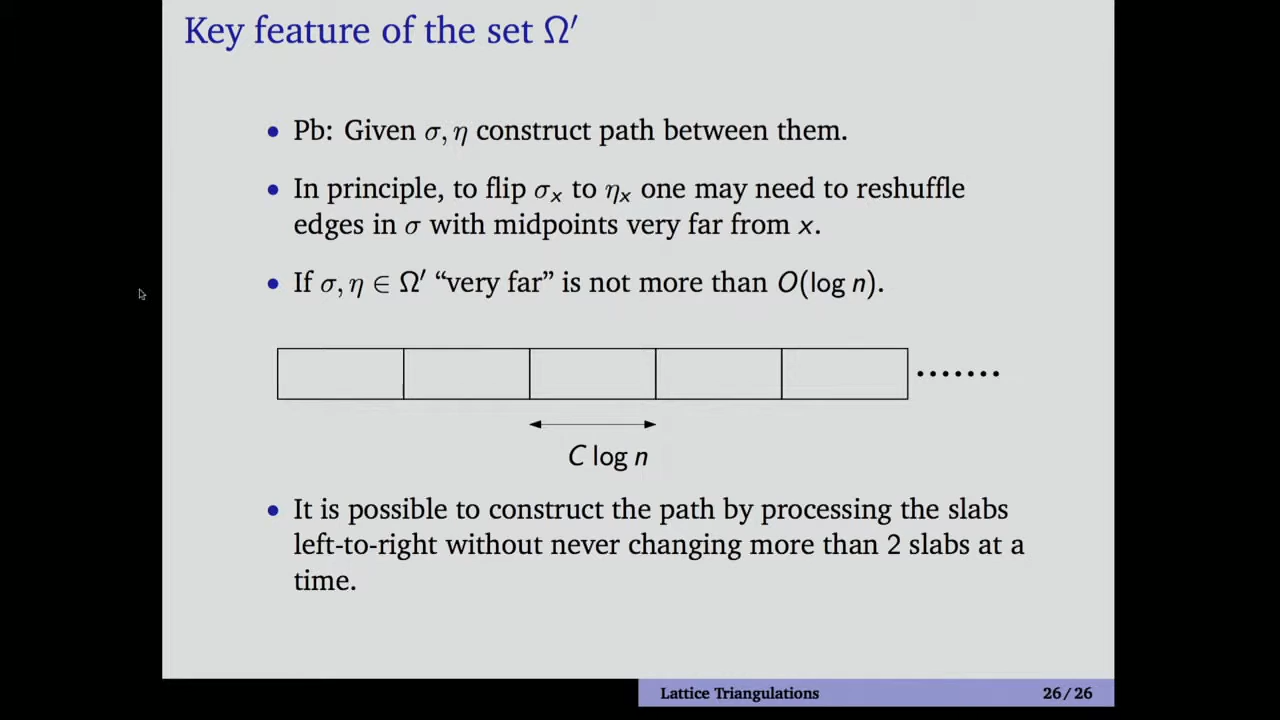 Key feature of the set Ω′
• Pb: Given σ, η construct path between them.
• In principle, to flip σₓ to ηₓ one may need to reshuffle
edges in σ with midpoints very far from x.
• If σ, η ∈ Ω′ “very far” is not more than O(log n).
.......
C log n
• It is possible to construct the path by processing the slabs
left-to-right without never changing more than 2 slabs at a
time.
Lattice Triangulations
26 / 26